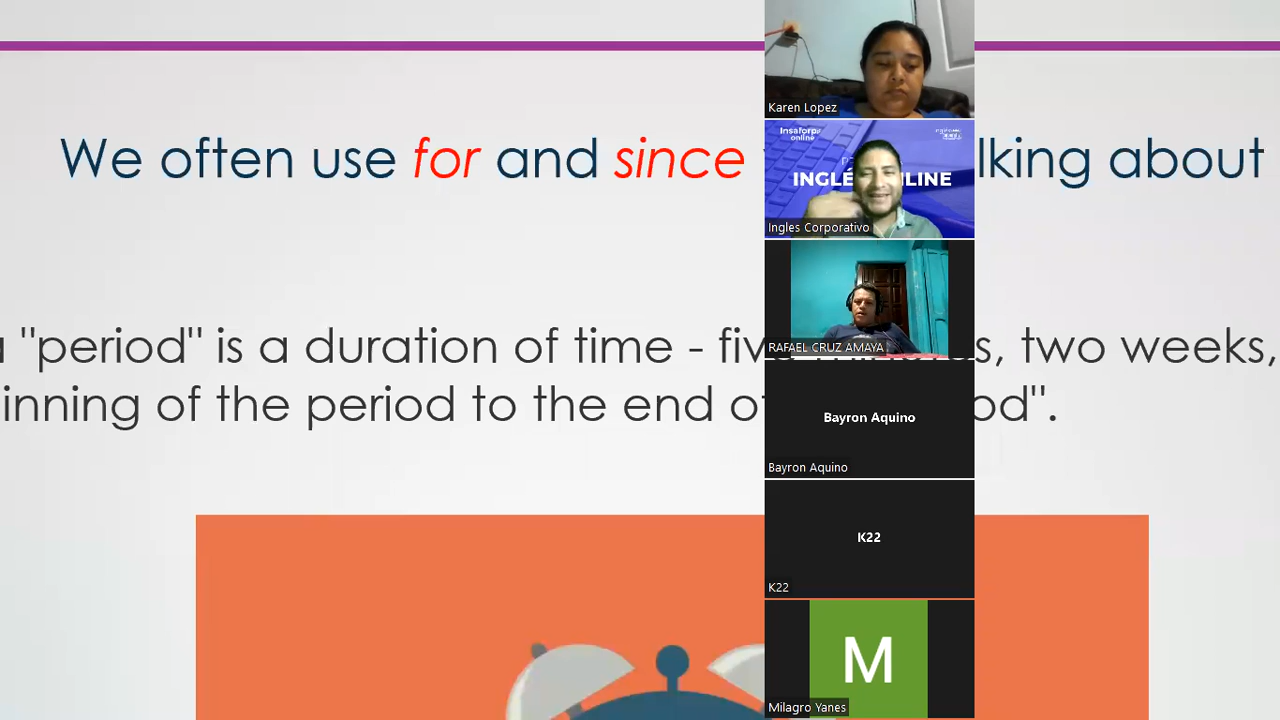 We often use for and since lking about
"period" is a duration of time - five s, two weeks,
inning of the period to the end of od".
Karen Lopez
Insaforp
online
INGLÉ LINE
Ingles Corporativo
RAFAEL CRUZ AMAYA
Bayron Aquino
Bayron Aquino
K22
K22
M
Milagro Yanes